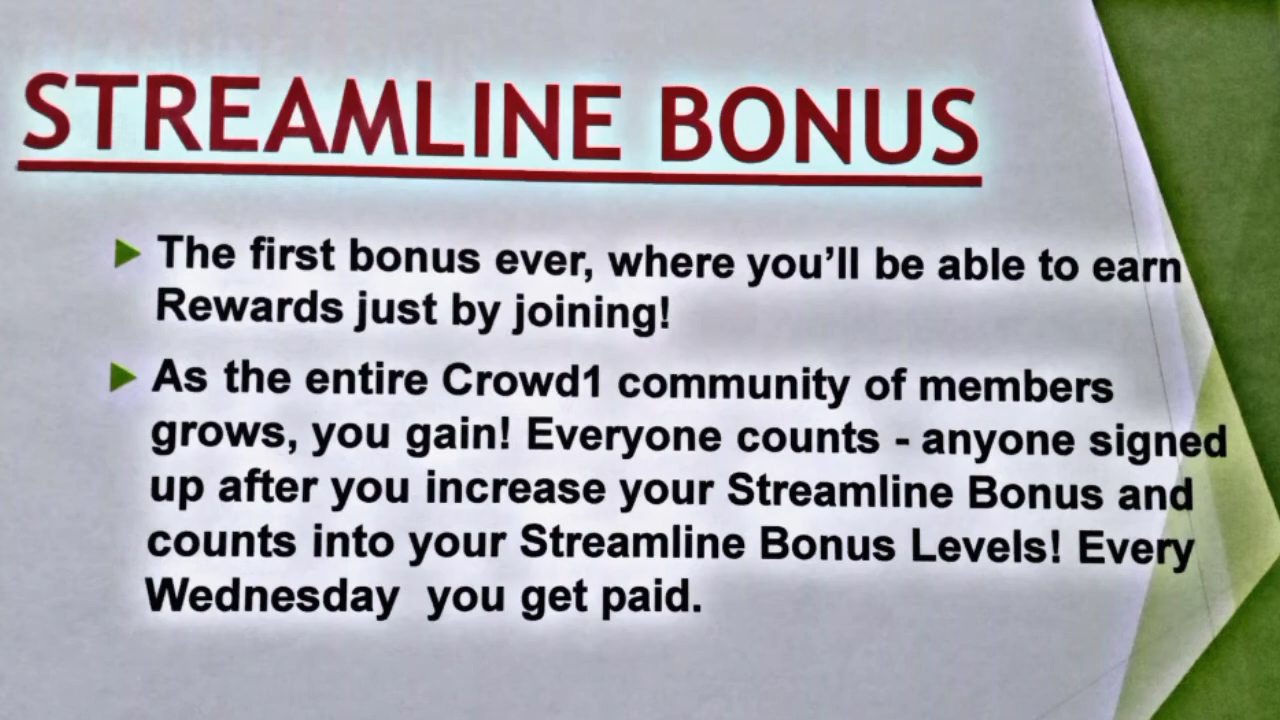 STREAMLINE BONUS
The first bonus ever, where you'll be able to earn
Rewards just by joining!
As the entire Crowd1 community of members
grows, you gain! Everyone counts - anyone signed
up after you increase your Streamline Bonus and
counts into your Streamline Bonus Levels! Every
Wednesday you get paid.